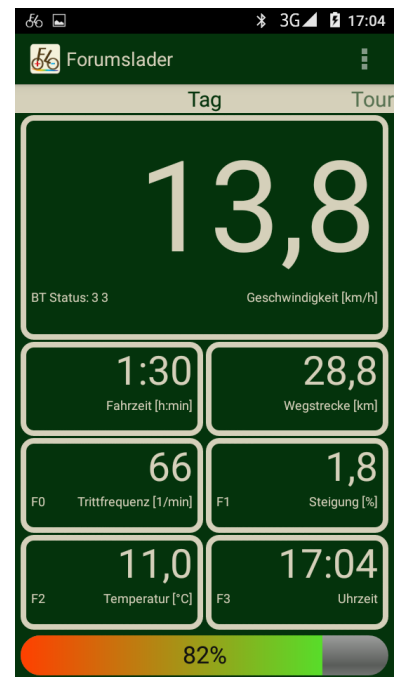 3G 17:04
Forumslader
Tag Tour
13,8
BT Status: 3 3 Geschwindigkeit [km/h]
1:30 28,8
Fahrzeit [h:min] Wegstrecke [km]
66 1,8
F0 Trittfrequenz [1/min] F1 Steigung [%]
11,0 17:04
F2 Temperatur [°C] F3 Uhrzeit
82%